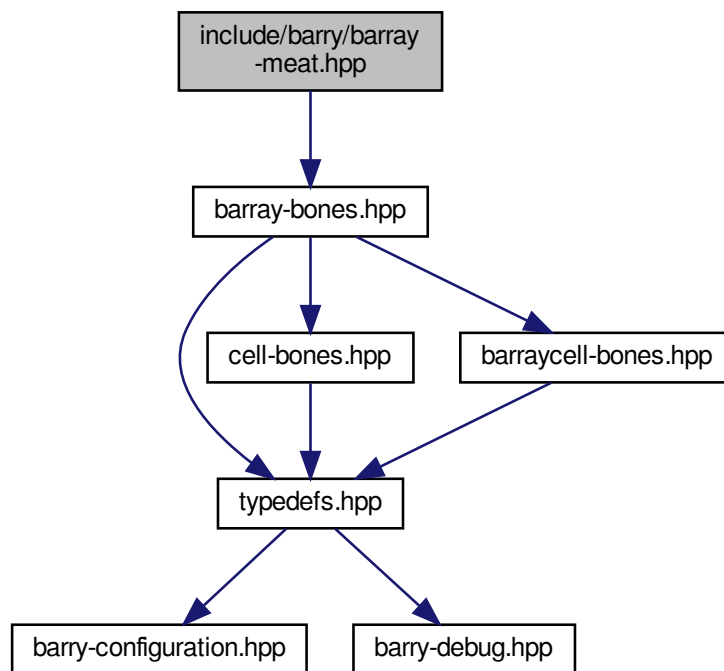 include/barry/barray
-meat.hpp
barray-bones.hpp
cell-bones.hpp
barraycell-bones.hpp
typedefs.hpp
barry-configuration.hpp
barry-debug.hpp